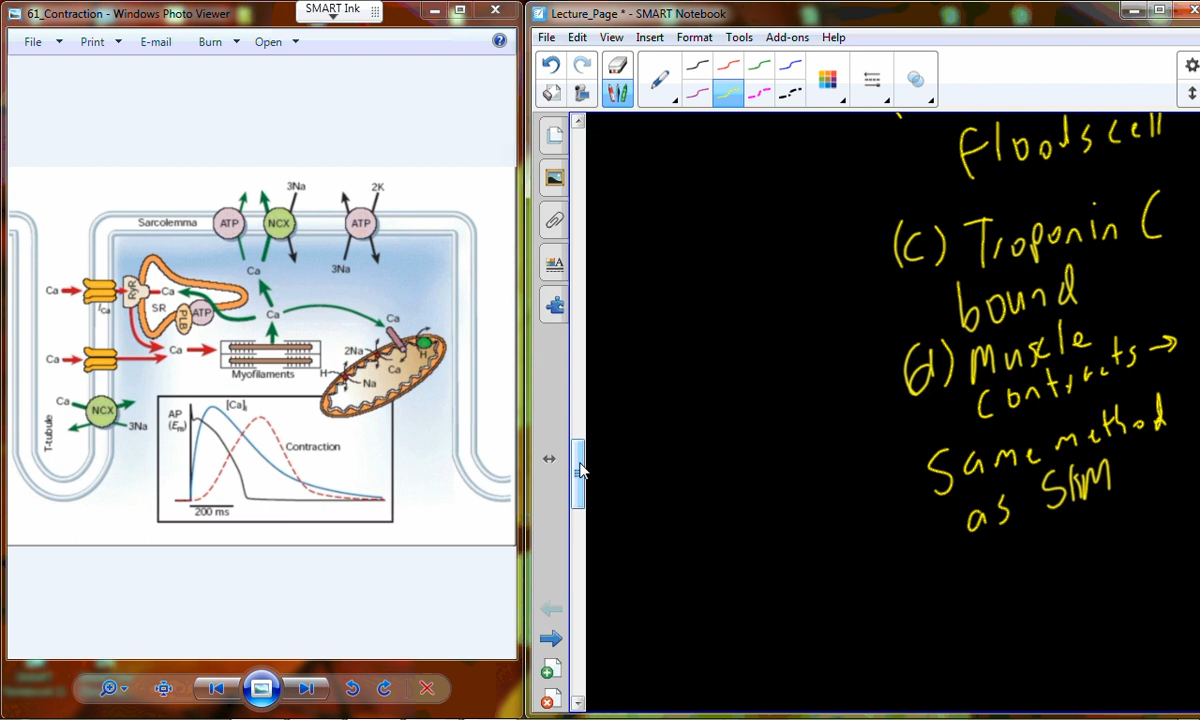 61_Contraction - Windows Photo Viewer
SMART Ink
File Print E-mail Burn Open
3Na
2K
Sarcolemma
ATP
NCX
ATP
3Na
Ca
Ca
RyR
Ca
I Ca
SR
ATP
PLB
Ca
Ca
Ca
Ca
2Na
H
Ca
H
Na
Myofilaments
Ca
NCX
3Na
T-tubule
AP
(Em)
[Ca]i
Contraction
200 ms
Lecture_Page * - SMART Notebook
File Edit View Insert Format Tools Add-ons Help
Floods cell
(c) Troponin C
bound
(d) Muscle
contracts →
Same method
as SkM